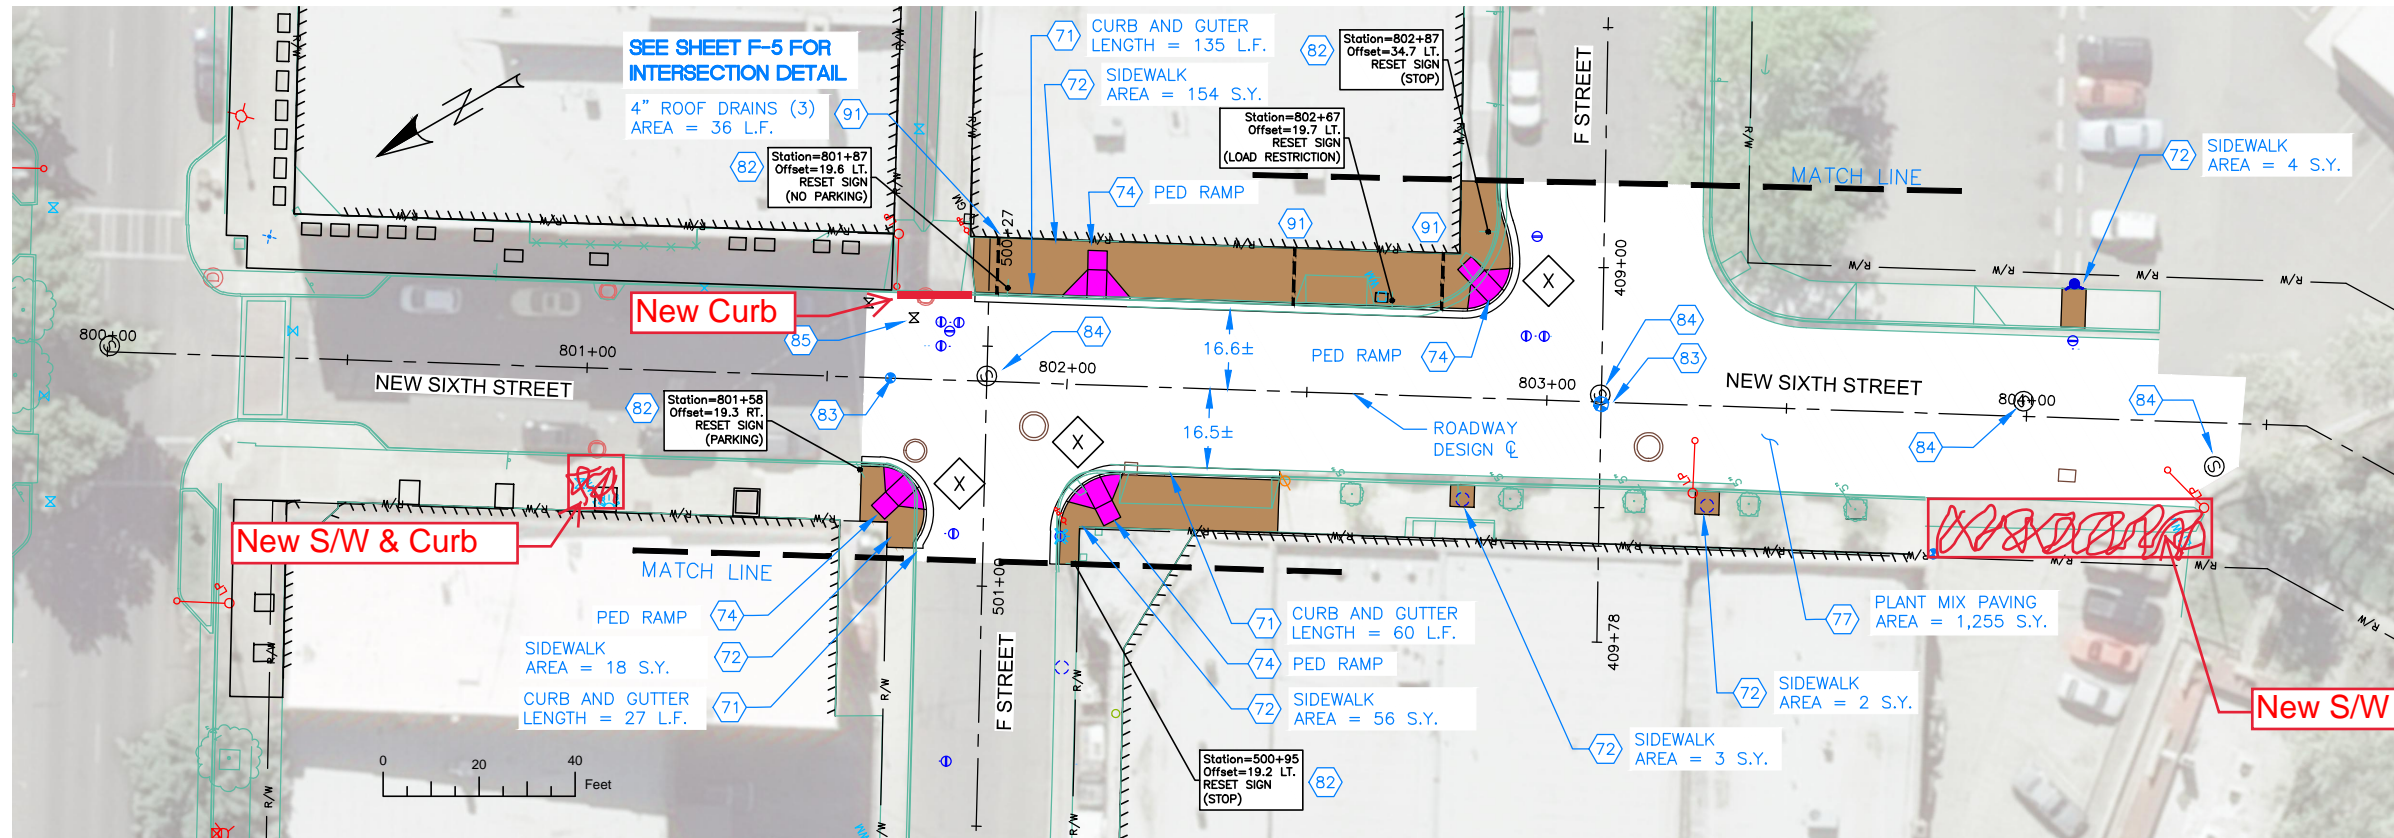 SEE SHEET F-5 FOR
INTERSECTION DETAIL
4" ROOF DRAINS (3)
AREA = 36 L.F.
91
82
Station=801+87
Offset=19.6 LT.
RESET SIGN
(NO PARKING)
71
CURB AND GUTER
LENGTH = 135 L.F.
72
SIDEWALK
AREA = 154 S.Y.
82
Station=802+87
Offset=34.7 LT.
RESET SIGN
(STOP)
Station=802+67
Offset=19.7 LT.
RESET SIGN
(LOAD RESTRICTION)
82
74
PED RAMP
91
91
F STREET
MATCH LINE
72
SIDEWALK
AREA = 4 S.Y.
R/W
R/W
R/W
R/W
R/W
R/W
R/W
R/W
R/W
R/W
GM
500+27
409+00
New Curb
85
84
16.6±
PED RAMP
74
84
83
800+00
801+00
802+00
803+00
804+00
NEW SIXTH STREET
NEW SIXTH STREET
X
S
82
Station=801+58
Offset=19.3 RT.
RESET SIGN
(PARKING)
83
16.5±
ROADWAY
DESIGN ℄
84
84
X
X
LP
LP
New S/W & Curb
MATCH LINE
501+00
PED RAMP
74
SIDEWALK
AREA = 18 S.Y.
72
CURB AND GUTTER
LENGTH = 27 L.F.
71
F STREET
71
CURB AND GUTTER
LENGTH = 60 L.F.
74
PED RAMP
72
SIDEWALK
AREA = 56 S.Y.
409+78
77
PLANT MIX PAVING
AREA = 1,255 S.Y.
72
SIDEWALK
AREA = 2 S.Y.
72
SIDEWALK
AREA = 3 S.Y.
New S/W
LP
R/W
R/W
R/W
R/W
Station=500+95
Offset=19.2 LT.
RESET SIGN
(STOP)
82
0
20
40
Feet
WM